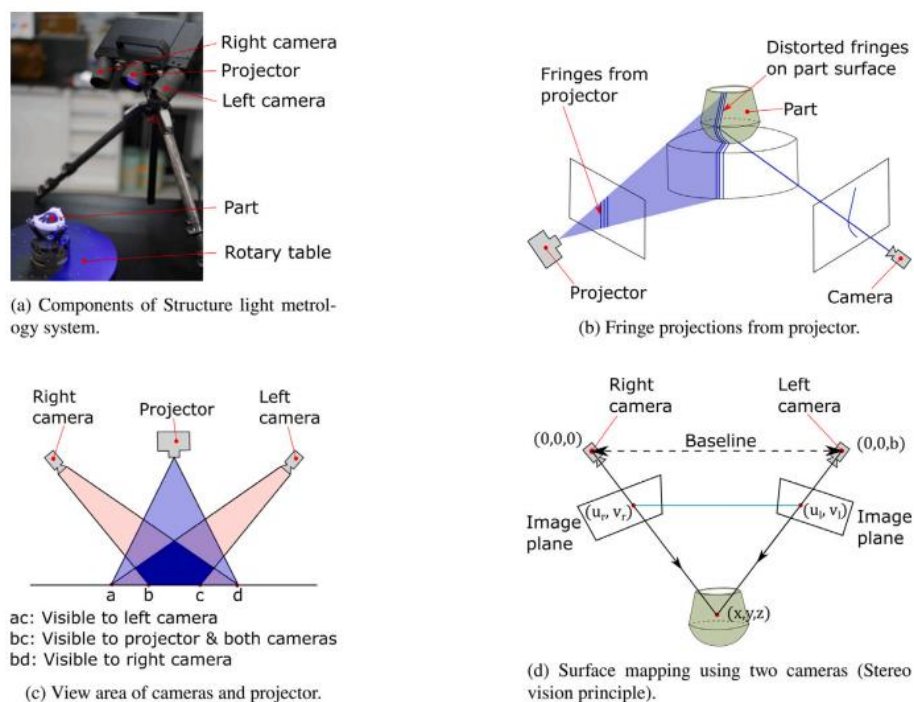 Right camera
Projector
Left camera
Part
Rotary table
(a) Components of Structure light metrol-
ogy system.
Distorted fringes
on part surface
Fringes from
projector
Part
Projector
Camera
(b) Fringe projections from projector.
Right
camera
Projector
Left
camera
a b c d
ac: Visible to left camera
bc: Visible to projector & both cameras
bd: Visible to right camera
(c) View area of cameras and projector.
Right
camera
Left
camera
(0,0,0)
Baseline
(0,0,b)
(uᵣ, vᵣ)
(uₗ, vₗ)
Image
plane
Image
plane
(x,y,z)
(d) Surface mapping using two cameras (Stereo
vision principle).